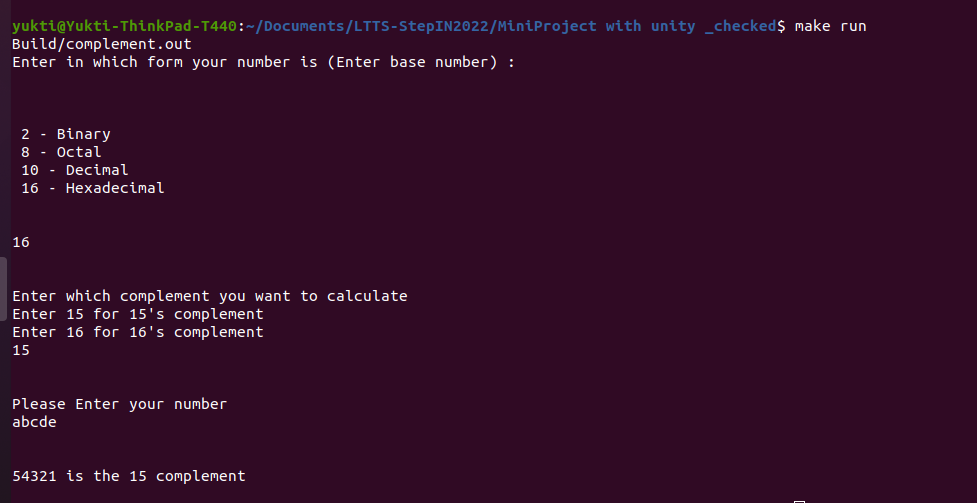 yukti@Yukti-ThinkPad-T440:~/Documents/LTTS-StepIN2022/MiniProject with unity _checked$ make run
Build/complement.out
Enter in which form your number is (Enter base number) :
2 - Binary
8 - Octal
10 - Decimal
16 - Hexadecimal
16
Enter which complement you want to calculate
Enter 15 for 15's complement
Enter 16 for 16's complement
15
Please Enter your number
abcde
54321 is the 15 complement